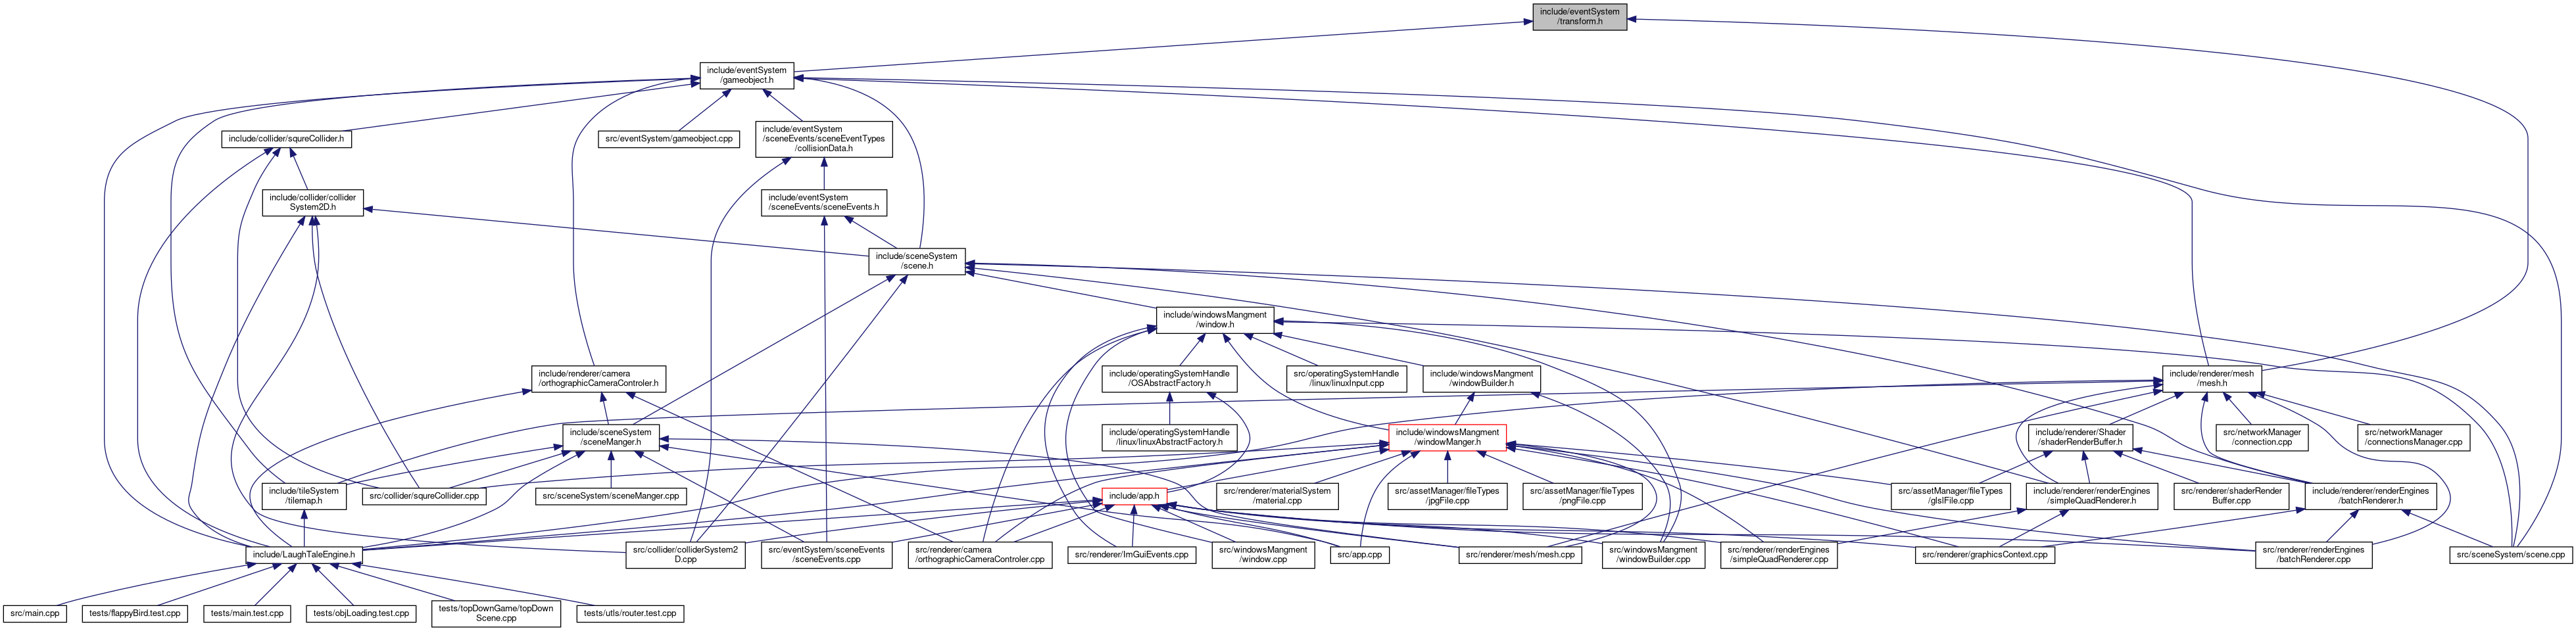 include/eventSystem
/transform.h
include/eventSystem
/gameobject.h
include/collider/squreCollider.h
src/eventSystem/gameobject.cpp
include/eventSystem
/sceneEvents/sceneEventTypes
/collisionData.h
include/collider/collider
System2D.h
include/eventSystem
/sceneEvents/sceneEvents.h
include/sceneSystem
/scene.h
include/windowsMangment
/window.h
include/renderer/camera
/orthographicCameraControler.h
include/operatingSystemHandle
/OSAbstractFactory.h
src/operatingSystemHandle
/linux/linuxInput.cpp
include/windowsMangment
/windowBuilder.h
include/renderer/mesh
/mesh.h
include/sceneSystem
/sceneManger.h
include/operatingSystemHandle
/linux/linuxAbstractFactory.h
include/windowsMangment
/windowManger.h
include/renderer/Shader
/shaderRenderBuffer.h
src/networkManager
/connection.cpp
src/networkManager
/connectionsManager.cpp
include/tileSystem
/tilemap.h
src/collider/squreCollider.cpp
src/sceneSystem/sceneManger.cpp
include/app.h
src/renderer/materialSystem
/material.cpp
src/assetManager/fileTypes
/jpgFile.cpp
src/assetManager/fileTypes
/pngFile.cpp
src/assetManager/fileTypes
/glslFile.cpp
include/renderer/renderEngines
/simpleQuadRenderer.h
src/renderer/shaderRender
Buffer.cpp
include/renderer/renderEngines
/batchRenderer.h
include/LaughTaleEngine.h
src/collider/colliderSystem2
D.cpp
src/eventSystem/sceneEvents
/sceneEvents.cpp
src/renderer/camera
/orthographicCameraControler.cpp
src/renderer/ImGuiEvents.cpp
src/windowsMangment
/window.cpp
src/app.cpp
src/renderer/mesh/mesh.cpp
src/windowsMangment
/windowBuilder.cpp
src/renderer/renderEngines
/simpleQuadRenderer.cpp
src/renderer/graphicsContext.cpp
src/renderer/renderEngines
/batchRenderer.cpp
src/sceneSystem/scene.cpp
src/main.cpp
tests/flappyBird.test.cpp
tests/main.test.cpp
tests/objLoading.test.cpp
tests/topDownGame/topDown
Scene.cpp
tests/utls/router.test.cpp